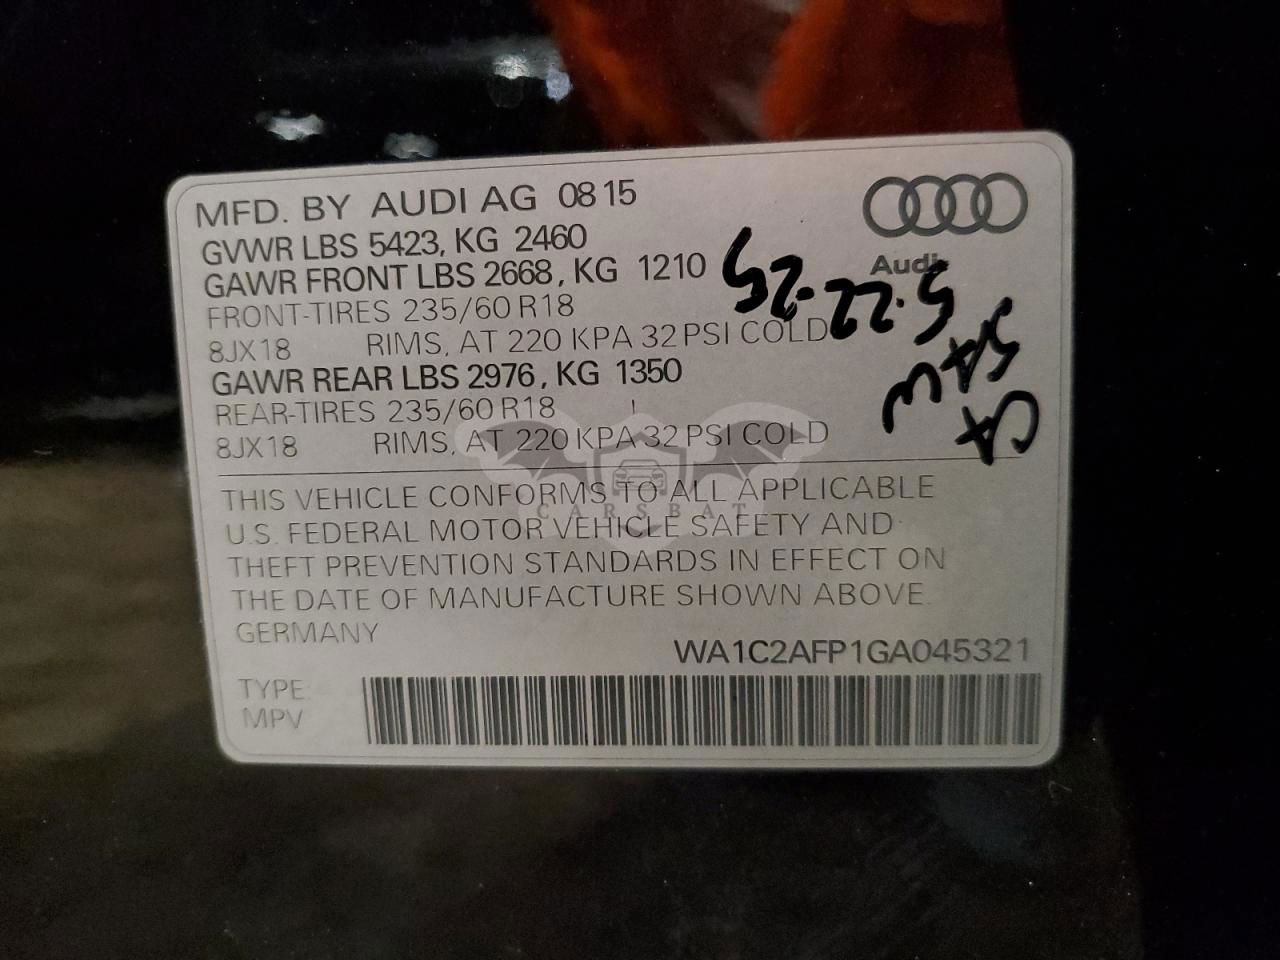 MFD. BY AUDI AG 08 15
GVWR LBS 5423, KG 2460
GAWR FRONT LBS 2668, KG 1210
FRONT-TIRES 235/60 R18
8JX18 RIMS, AT 220 KPA 32 PSI COLD
GAWR REAR LBS 2976, KG 1350
REAR-TIRES 235/60 R18
8JX18 RIMS, AT 220 KPA 32 PSI COLD
Audi
5.22.25
CA
THIS VEHICLE CONFORMS TO ALL APPLICABLE
U.S. FEDERAL MOTOR VEHICLE SAFETY AND
THEFT PREVENTION STANDARDS IN EFFECT ON
THE DATE OF MANUFACTURE SHOWN ABOVE.
CARSBAT
GERMANY
WA1C2AFP1GA045321
TYPE:
MPV